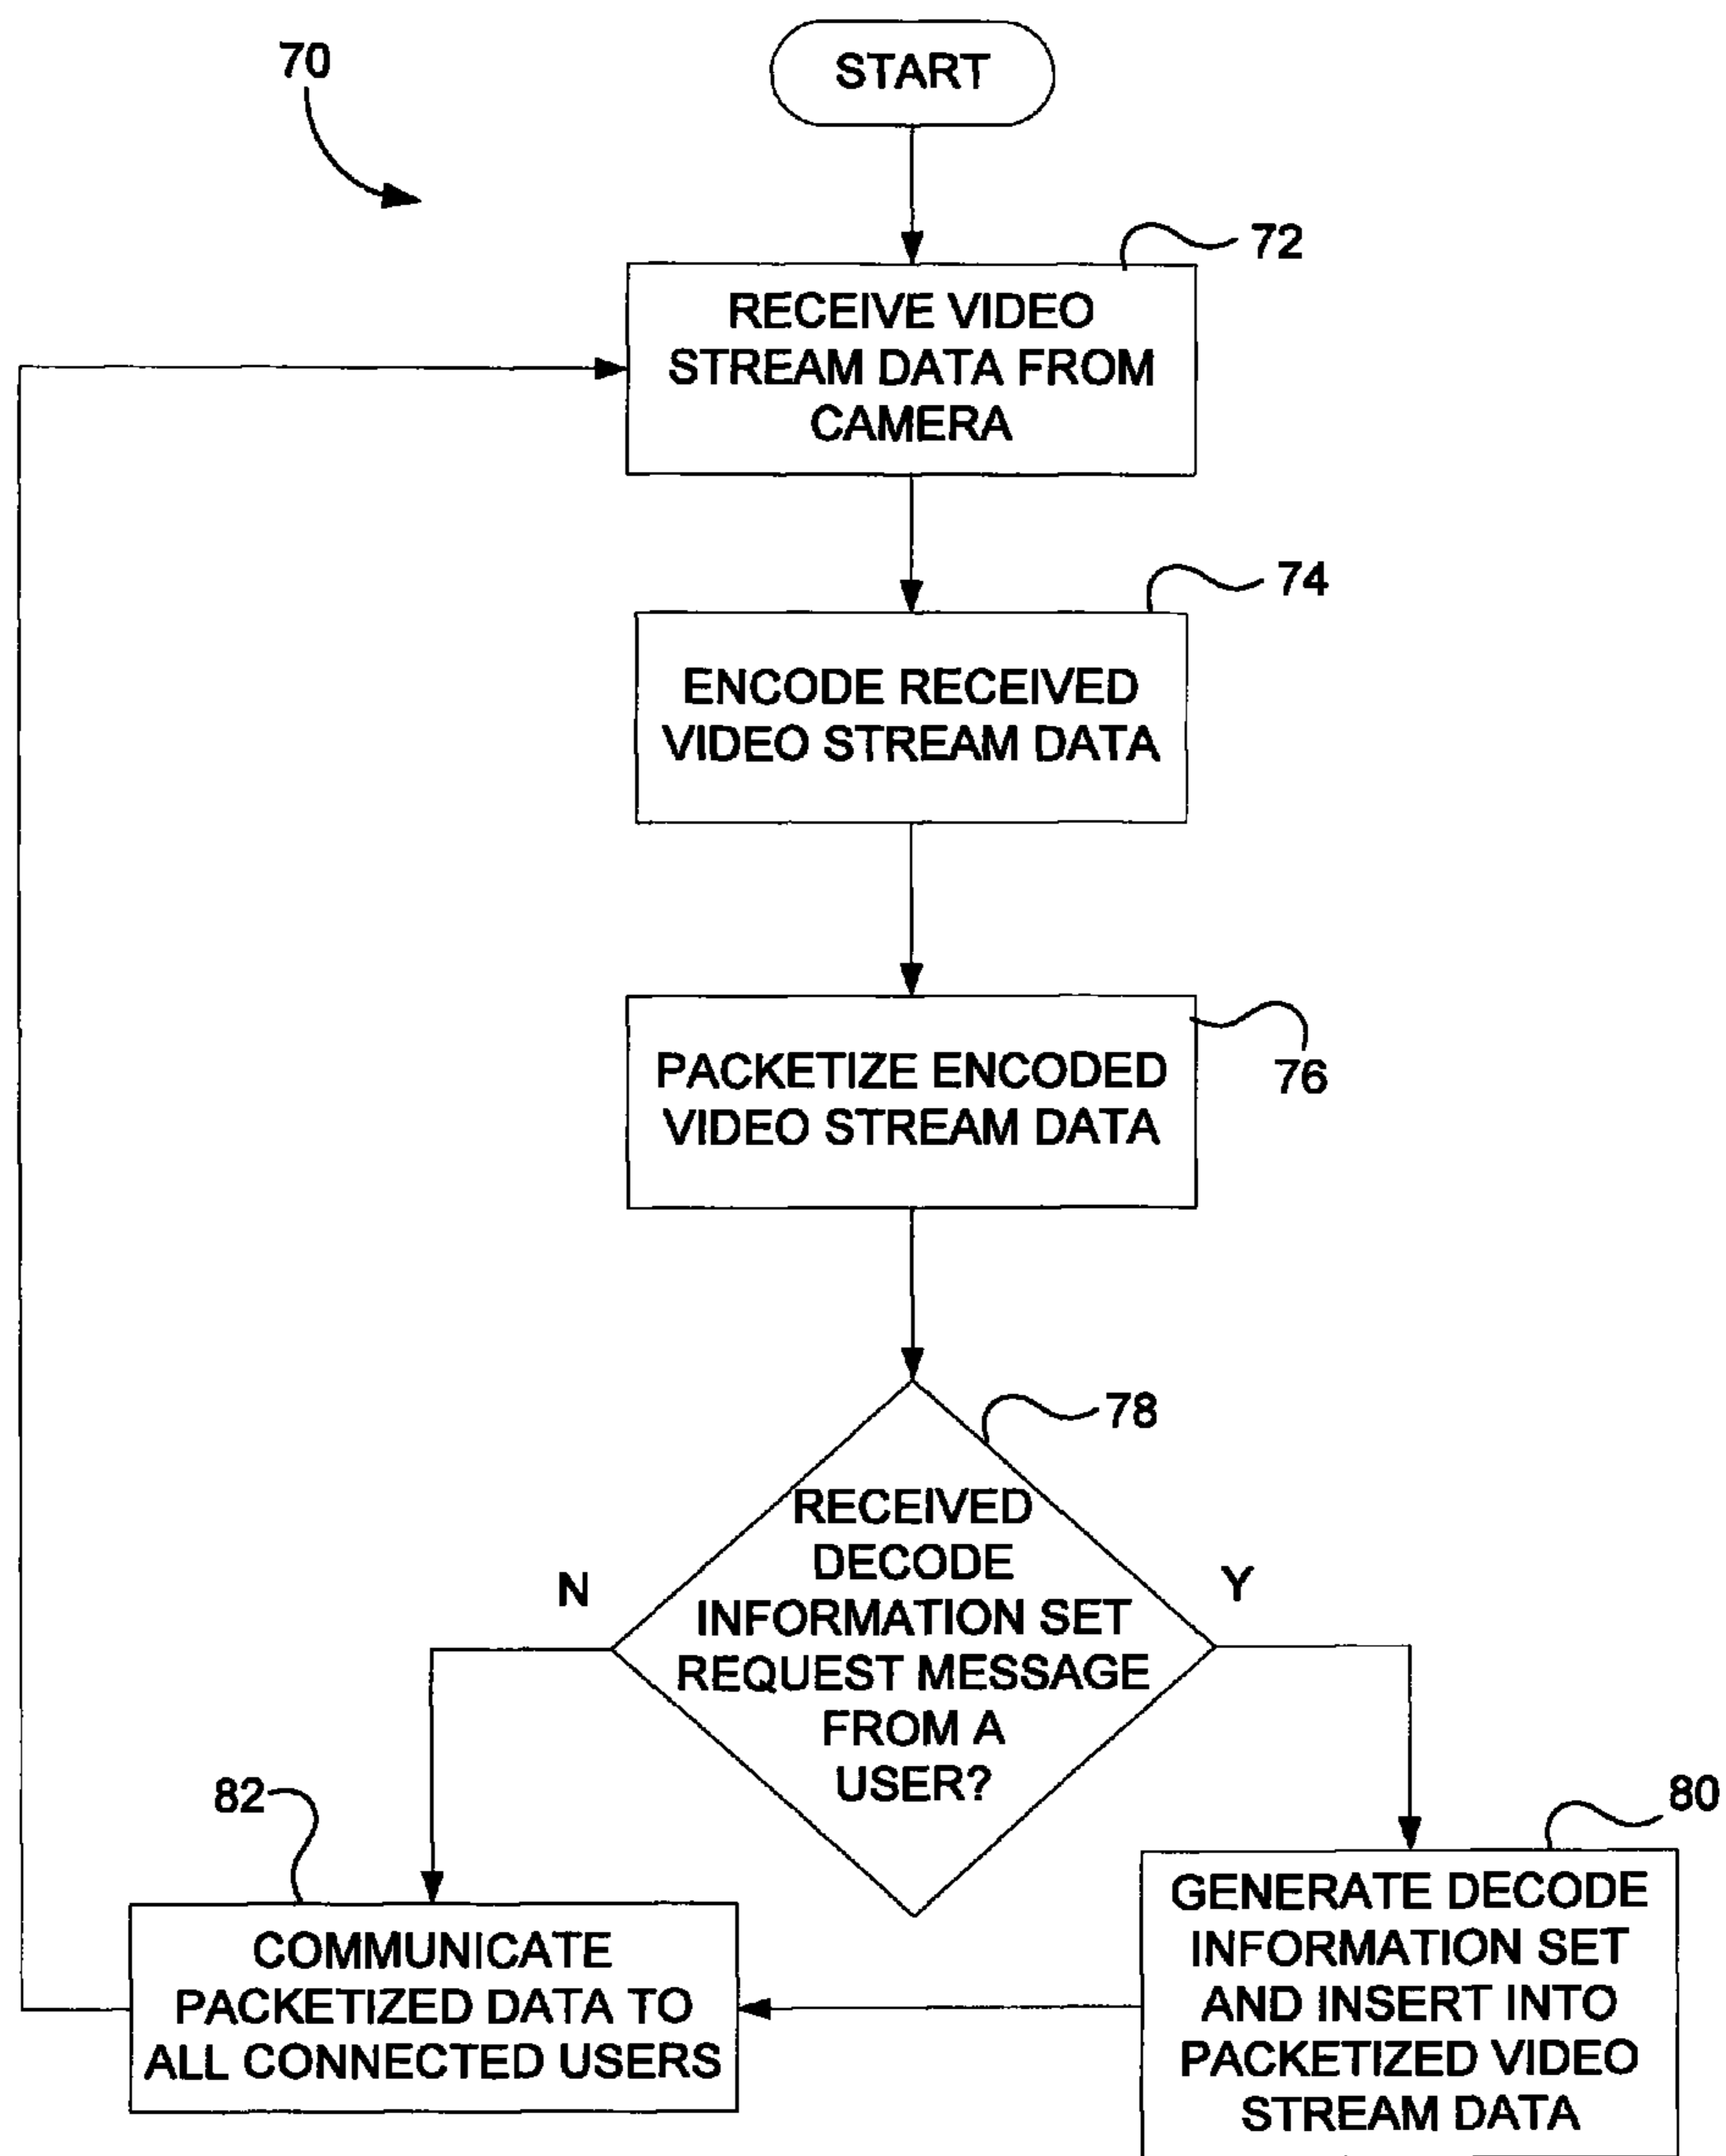 70
START
72
RECEIVE VIDEO
STREAM DATA FROM
CAMERA
74
ENCODE RECEIVED
VIDEO STREAM DATA
76
PACKETIZE ENCODED
VIDEO STREAM DATA
78
RECEIVED
DECODE
INFORMATION SET
REQUEST MESSAGE
FROM A
USER?
N
Y
82
COMMUNICATE
PACKETIZED DATA TO
ALL CONNECTED USERS
80
GENERATE DECODE
INFORMATION SET
AND INSERT INTO
PACKETIZED VIDEO
STREAM DATA